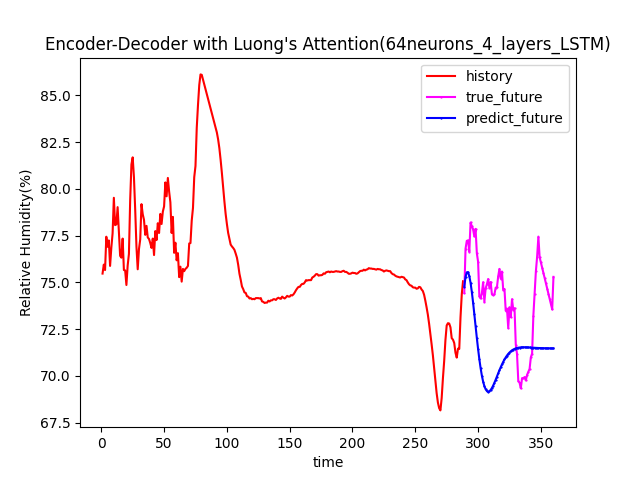 Encoder-Decoder with Luong's Attention(64neurons_4_layers_LSTM)
history
true_future
predict_future
Relative Humidity(%)
85.0
82.5
80.0
77.5
75.0
72.5
70.0
67.5
0 50 100 150 200 250 300 350
time